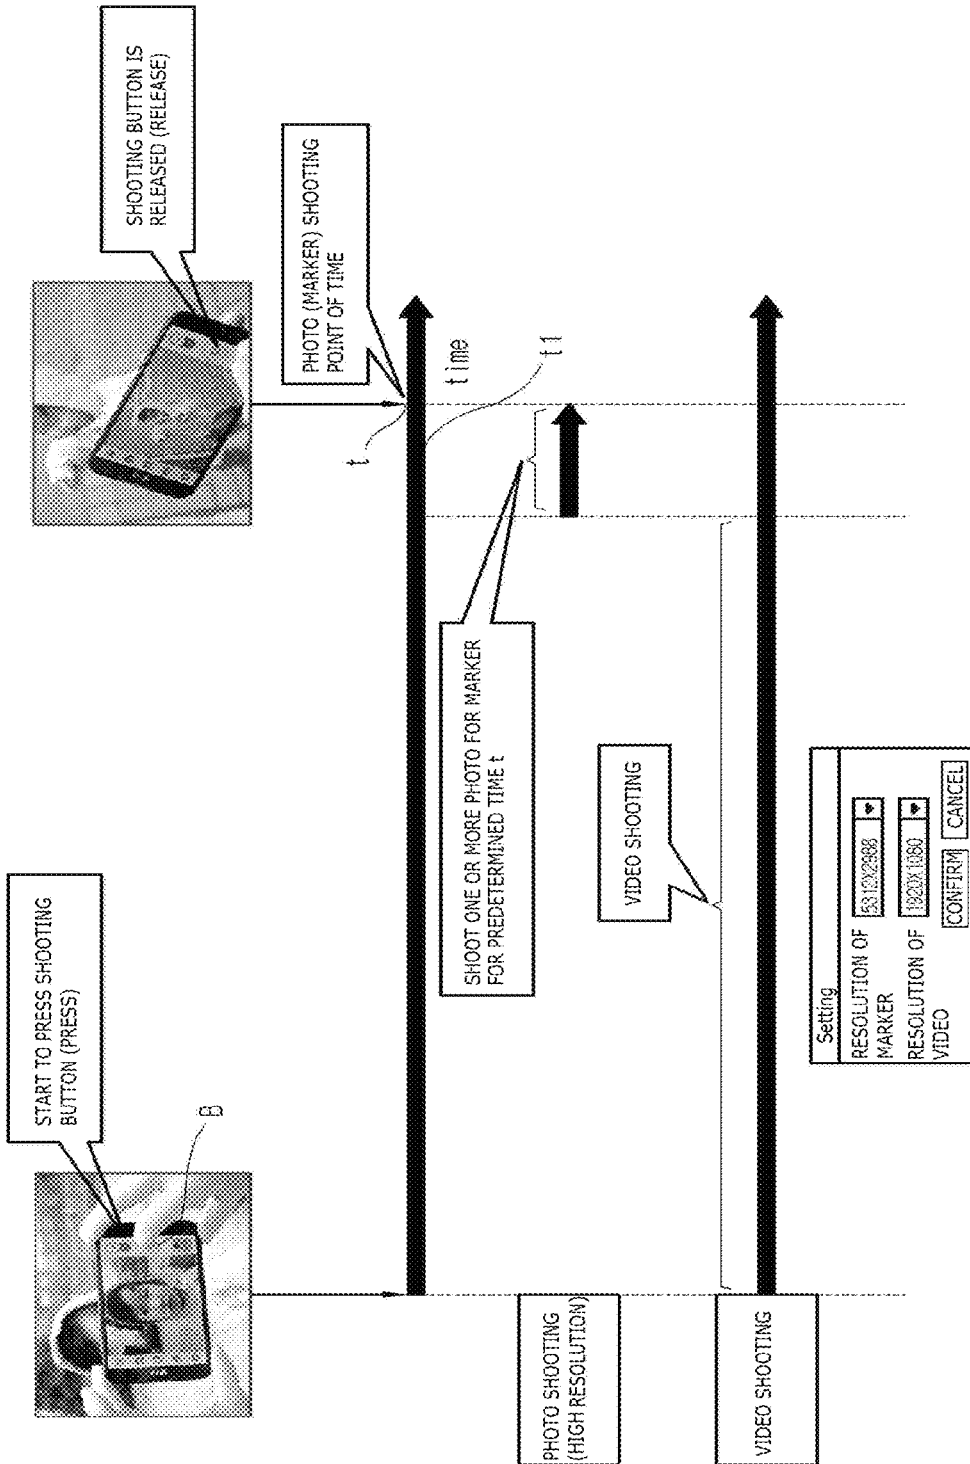 START TO PRESS SHOOTING
BUTTON (PRESS)
B
SHOOTING BUTTON IS
RELEASED (RELEASE)
PHOTO (MARKER) SHOOTING
POINT OF TIME
t
time
t1
SHOOT ONE OR MORE PHOTO FOR MARKER
FOR PREDETERMINED TIME t
PHOTO SHOOTING
(HIGH RESOLUTION)
VIDEO SHOOTING
VIDEO SHOOTING
Setting
RESOLUTION OF
MARKER
5312X2988
RESOLUTION OF
VIDEO
1920X1080
CONFIRM
CANCEL